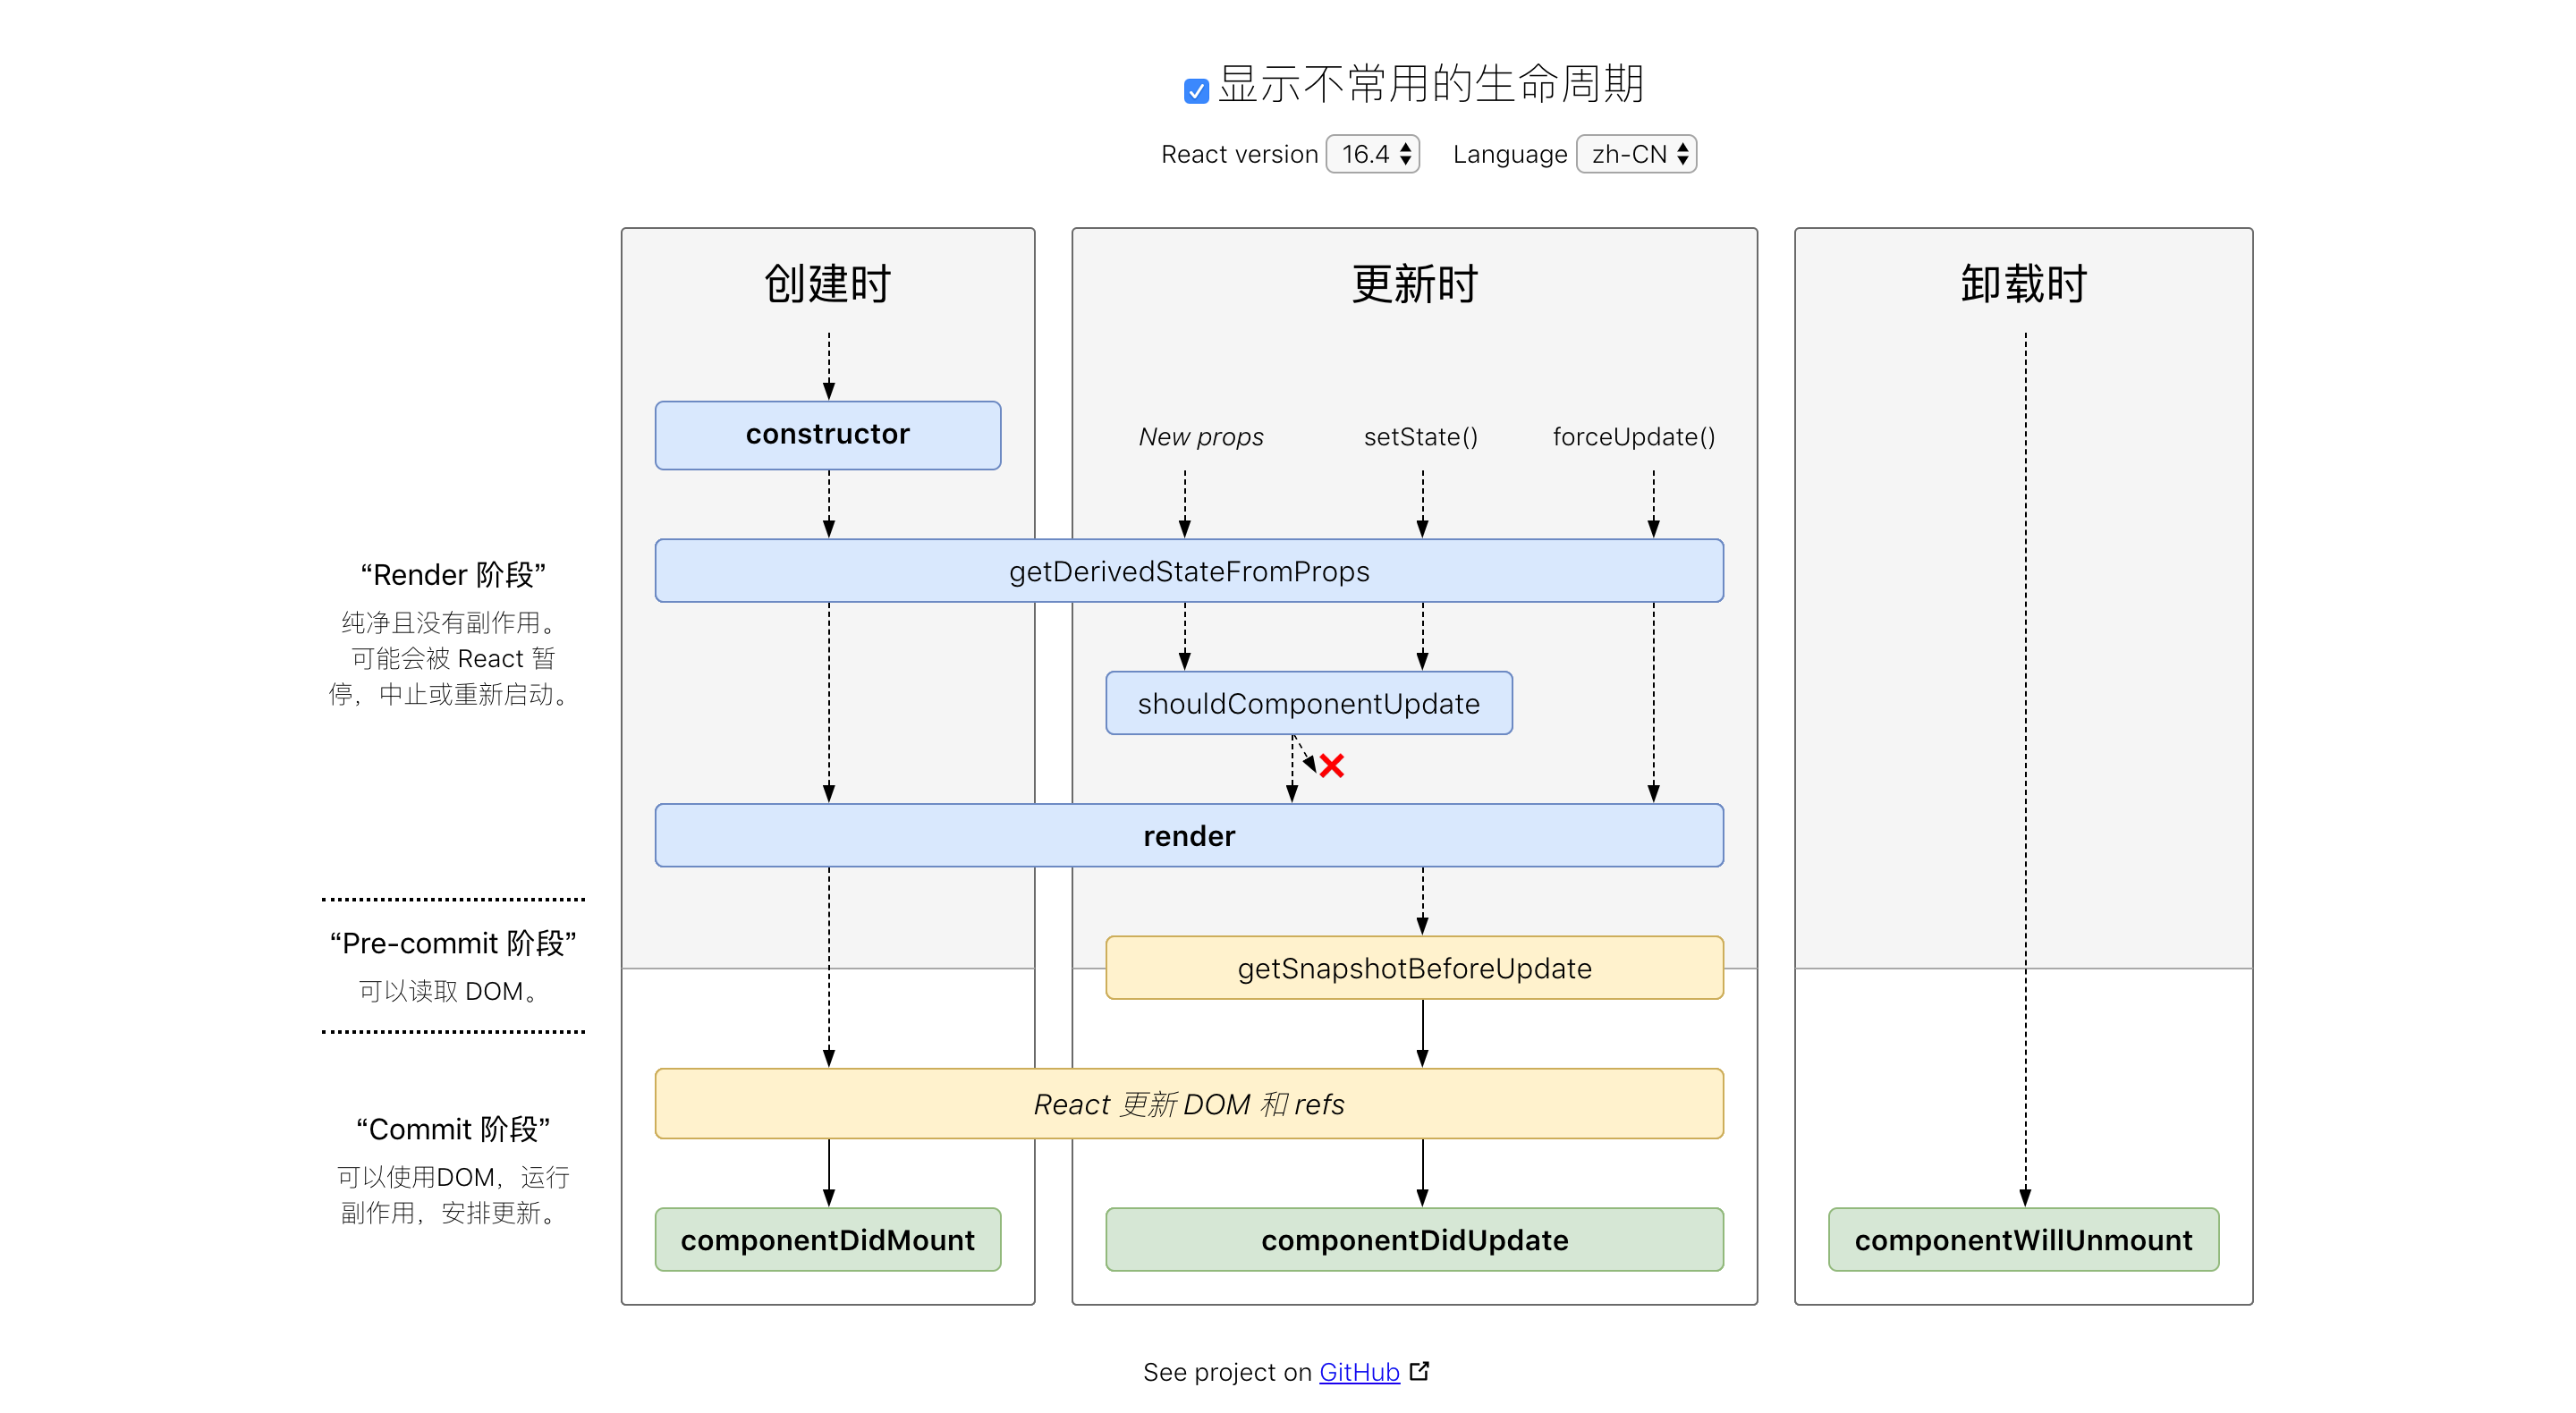 显示不常用的生命周期
React version 16.4 Language zh-CN
创建时
更新时
卸载时
constructor
New props
setState()
forceUpdate()
getDerivedStateFromProps
“Render 阶段”
纯净且没有副作用。
可能会被 React 暂
停，中止或重新启动。
shouldComponentUpdate
render
“Pre-commit 阶段”
可以读取 DOM。
getSnapshotBeforeUpdate
React 更新 DOM 和 refs
“Commit 阶段”
可以使用DOM，运行
副作用，安排更新。
componentDidMount
componentDidUpdate
componentWillUnmount
See project on GitHub